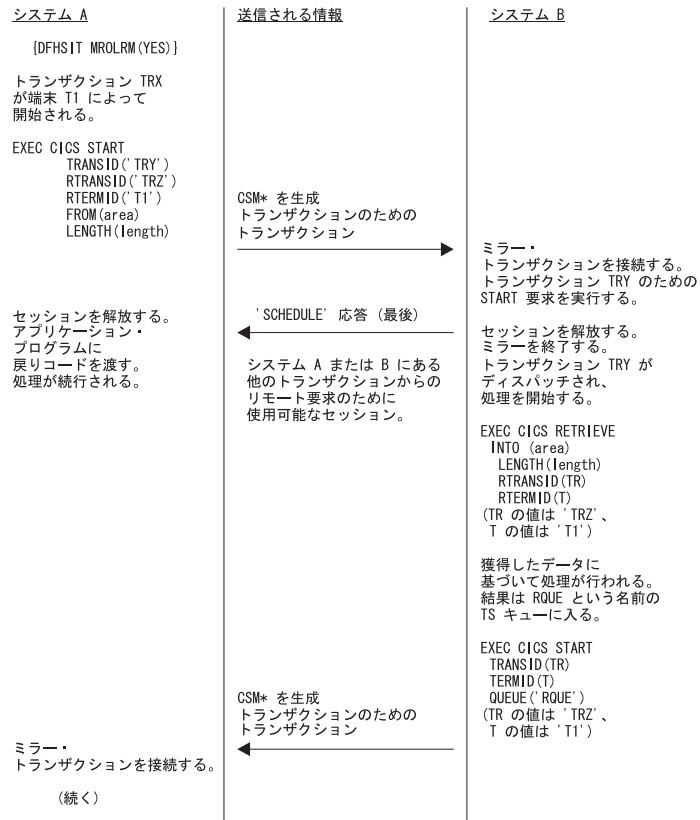 システム A
{DFHSIT MROLRM(YES)}
トランザクション TRX
が端末 T1 によって
開始される。
EXEC CICS START
TRANSID('TRY')
RTRANSID('TRZ')
RTERMID('T1')
FROM(area)
LENGTH(length)
送信される情報
CSM* を生成
トランザクションのための
トランザクション
システム B
ミラー・
トランザクションを接続する。
トランザクション TRY のための
START 要求を実行する。
セッションを解放する。
アプリケーション・
プログラムに
戻りコードを渡す。
処理が続行される。
'SCHEDULE' 応答 (最後)
システム A または B にある
他のトランザクションからの
リモート要求のために
使用可能なセッション。
セッションを解放する。
ミラーを終了する。
トランザクション TRY が
ディスパッチされ、
処理を開始する。
EXEC CICS RETRIEVE
INTO (area)
LENGTH(length)
RTRANSID(TR)
RTERMID(T)
(TR の値は 'TRZ'、
T の値は 'T1')
獲得したデータに
基づいて処理が行われる。
結果は RQUE という名前の
TS キューに入る。
EXEC CICS START
TRANSID(TR)
TERMID(T)
QUEUE('RQUE')
(TR の値は 'TRZ'、
T の値は 'T1')
CSM* を生成
トランザクションのための
トランザクション
ミラー・
トランザクションを接続する。
(続く)